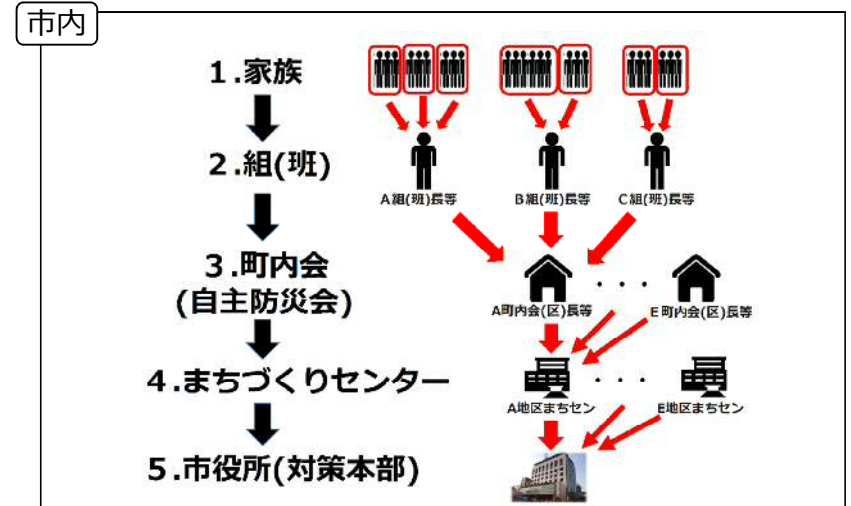 市内
1.家族
2.組(班)
A組(班)長等
B組(班)長等
C組(班)長等
3.町内会
(自主防災会)
・・・
A町内会(区)長等
E町内会(区)長等
4.まちづくりセンター
・・・
A地区まちセン
E地区まちセン
5.市役所(対策本部)